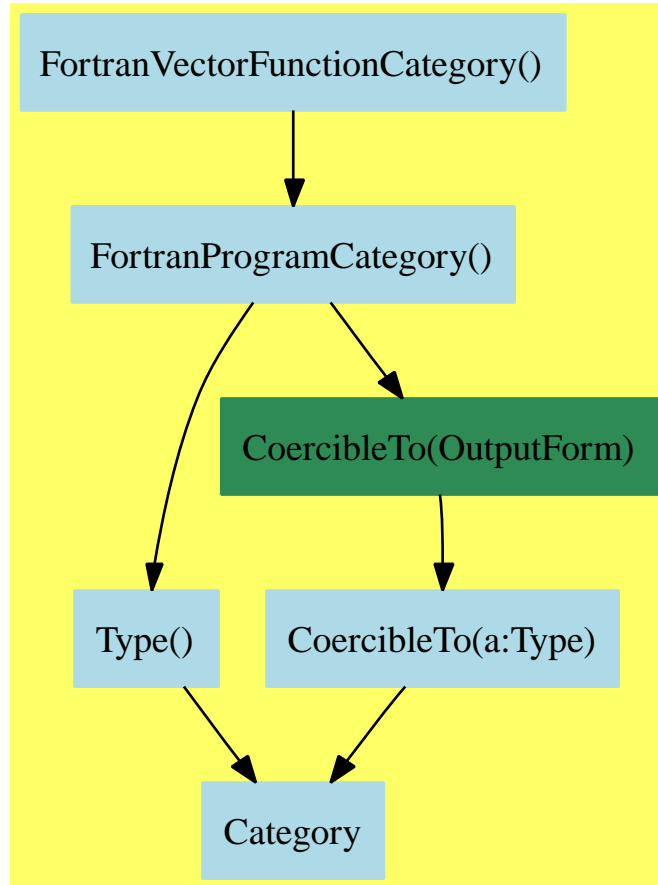 FortranVectorFunctionCategory()
FortranProgramCategory()
CoercibleTo(OutputForm)
Type()
CoercibleTo(a:Type)
Category